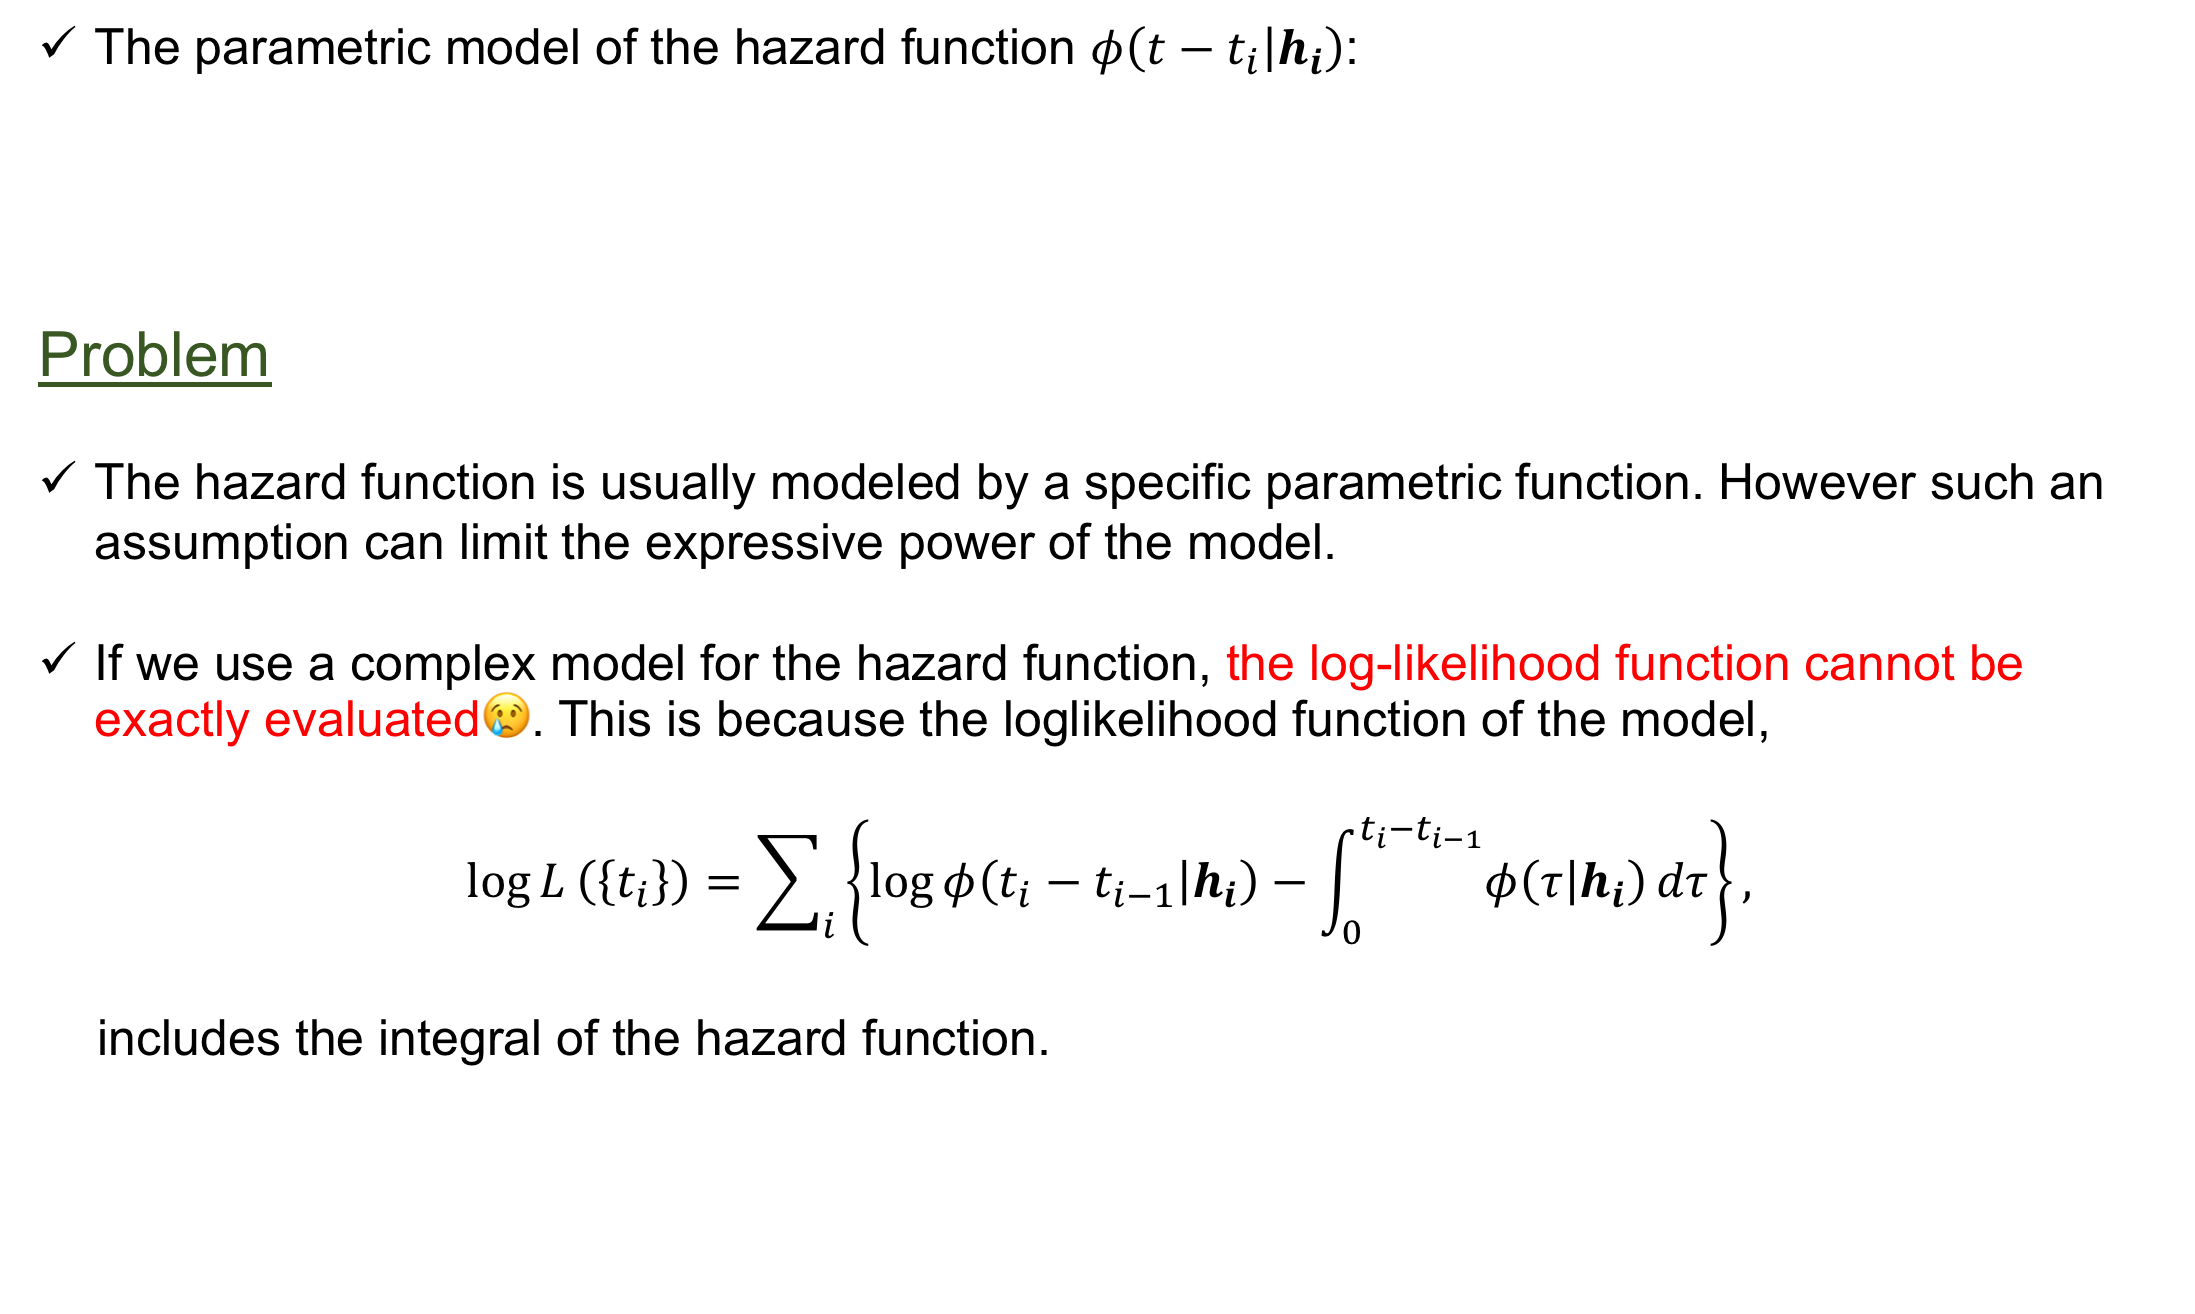 ✓ The parametric model of the hazard function 𝜙(𝑡 − 𝑡ᵢ|𝒉ᵢ):
Problem
✓ The hazard function is usually modeled by a specific parametric function. However such an
assumption can limit the expressive power of the model.
✓ If we use a complex model for the hazard function, the log-likelihood function cannot be
exactly evaluated😢. This is because the loglikelihood function of the model,
log 𝐿 ({𝑡ᵢ}) = ∑ᵢ {log 𝜙(𝑡ᵢ − 𝑡ᵢ₋₁|𝒉ᵢ) − ∫₀^{𝑡ᵢ−𝑡ᵢ₋₁} 𝜙(𝜏|𝒉ᵢ) 𝑑𝜏},
includes the integral of the hazard function.